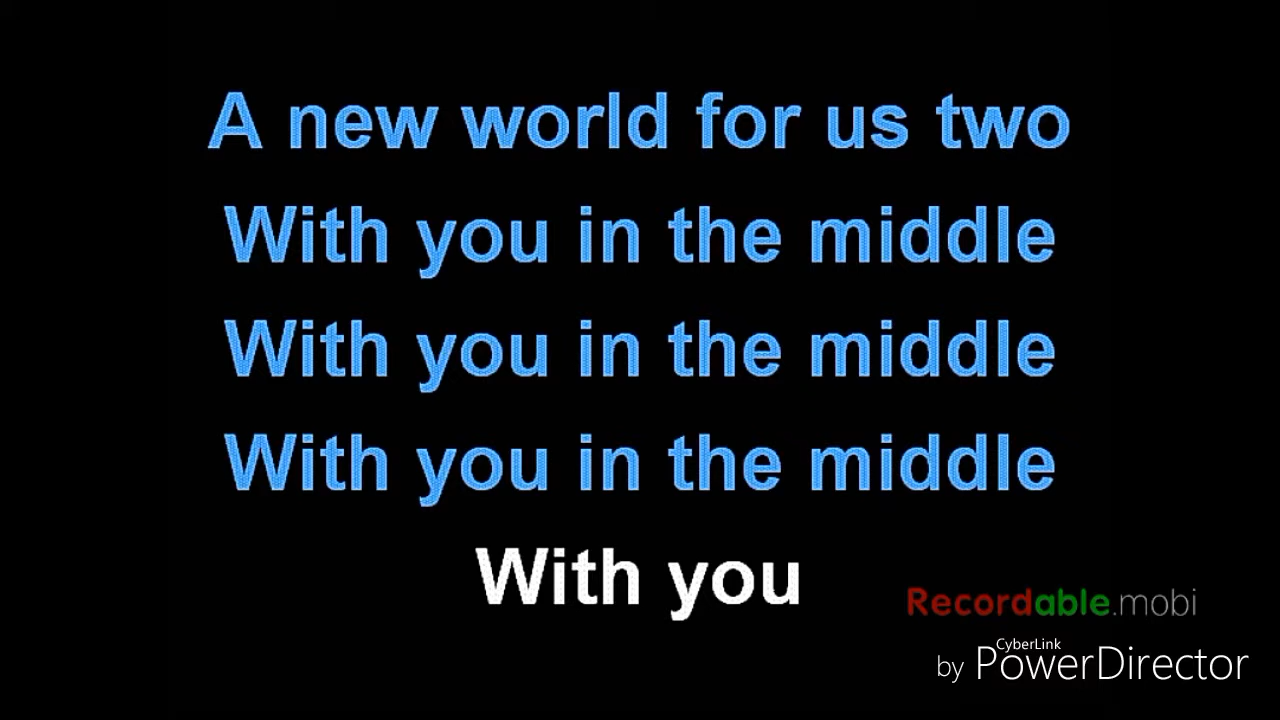 A new world for us two
With you in the middle
With you in the middle
With you in the middle
With you
Recordable.mobi
CyberLink
by PowerDirector